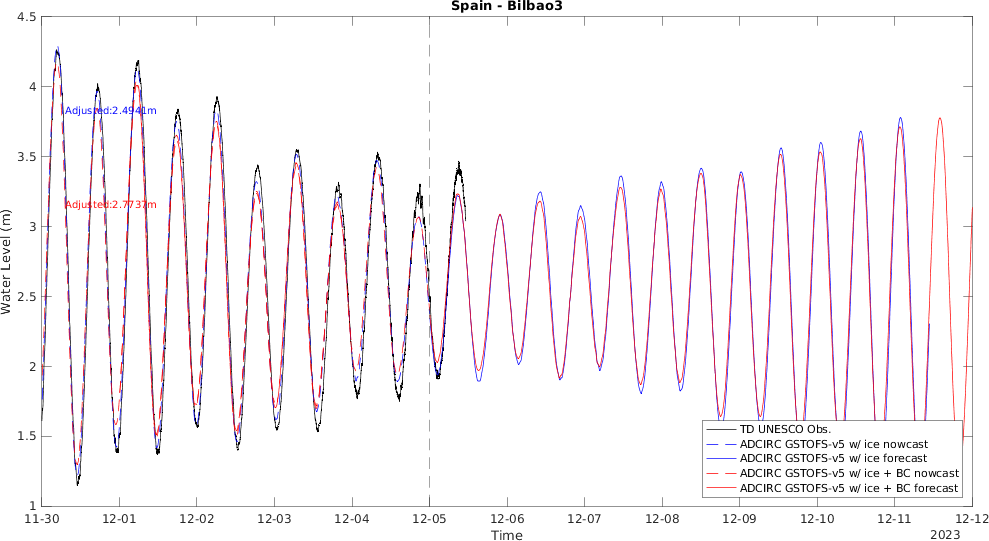 Spain - Bilbao3
4.5
4
3.5
3
2.5
2
1.5
1
Water Level (m)
Adjusted:2.4941m
Adjusted:2.7737m
TD UNESCO Obs.
ADCIRC GSTOFS-v5 w/ ice nowcast
ADCIRC GSTOFS-v5 w/ ice forecast
ADCIRC GSTOFS-v5 w/ ice + BC nowcast
ADCIRC GSTOFS-v5 w/ ice + BC forecast
11-30 12-01 12-02 12-03 12-04 12-05 12-06 12-07 12-08 12-09 12-10 12-11 12-12
Time
2023